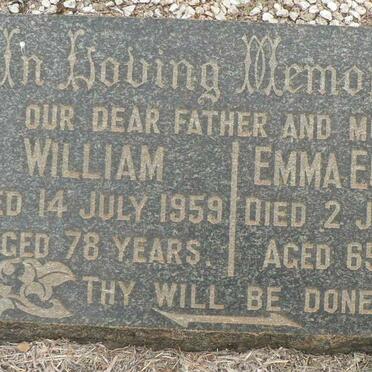 In Loving Memo
OUR DEAR FATHER AND M
WILLIAM EMMA E
ED 14 JULY 1959 DIED 2 J
AGED 78 YEARS. AGED 65
THY WILL BE DONE